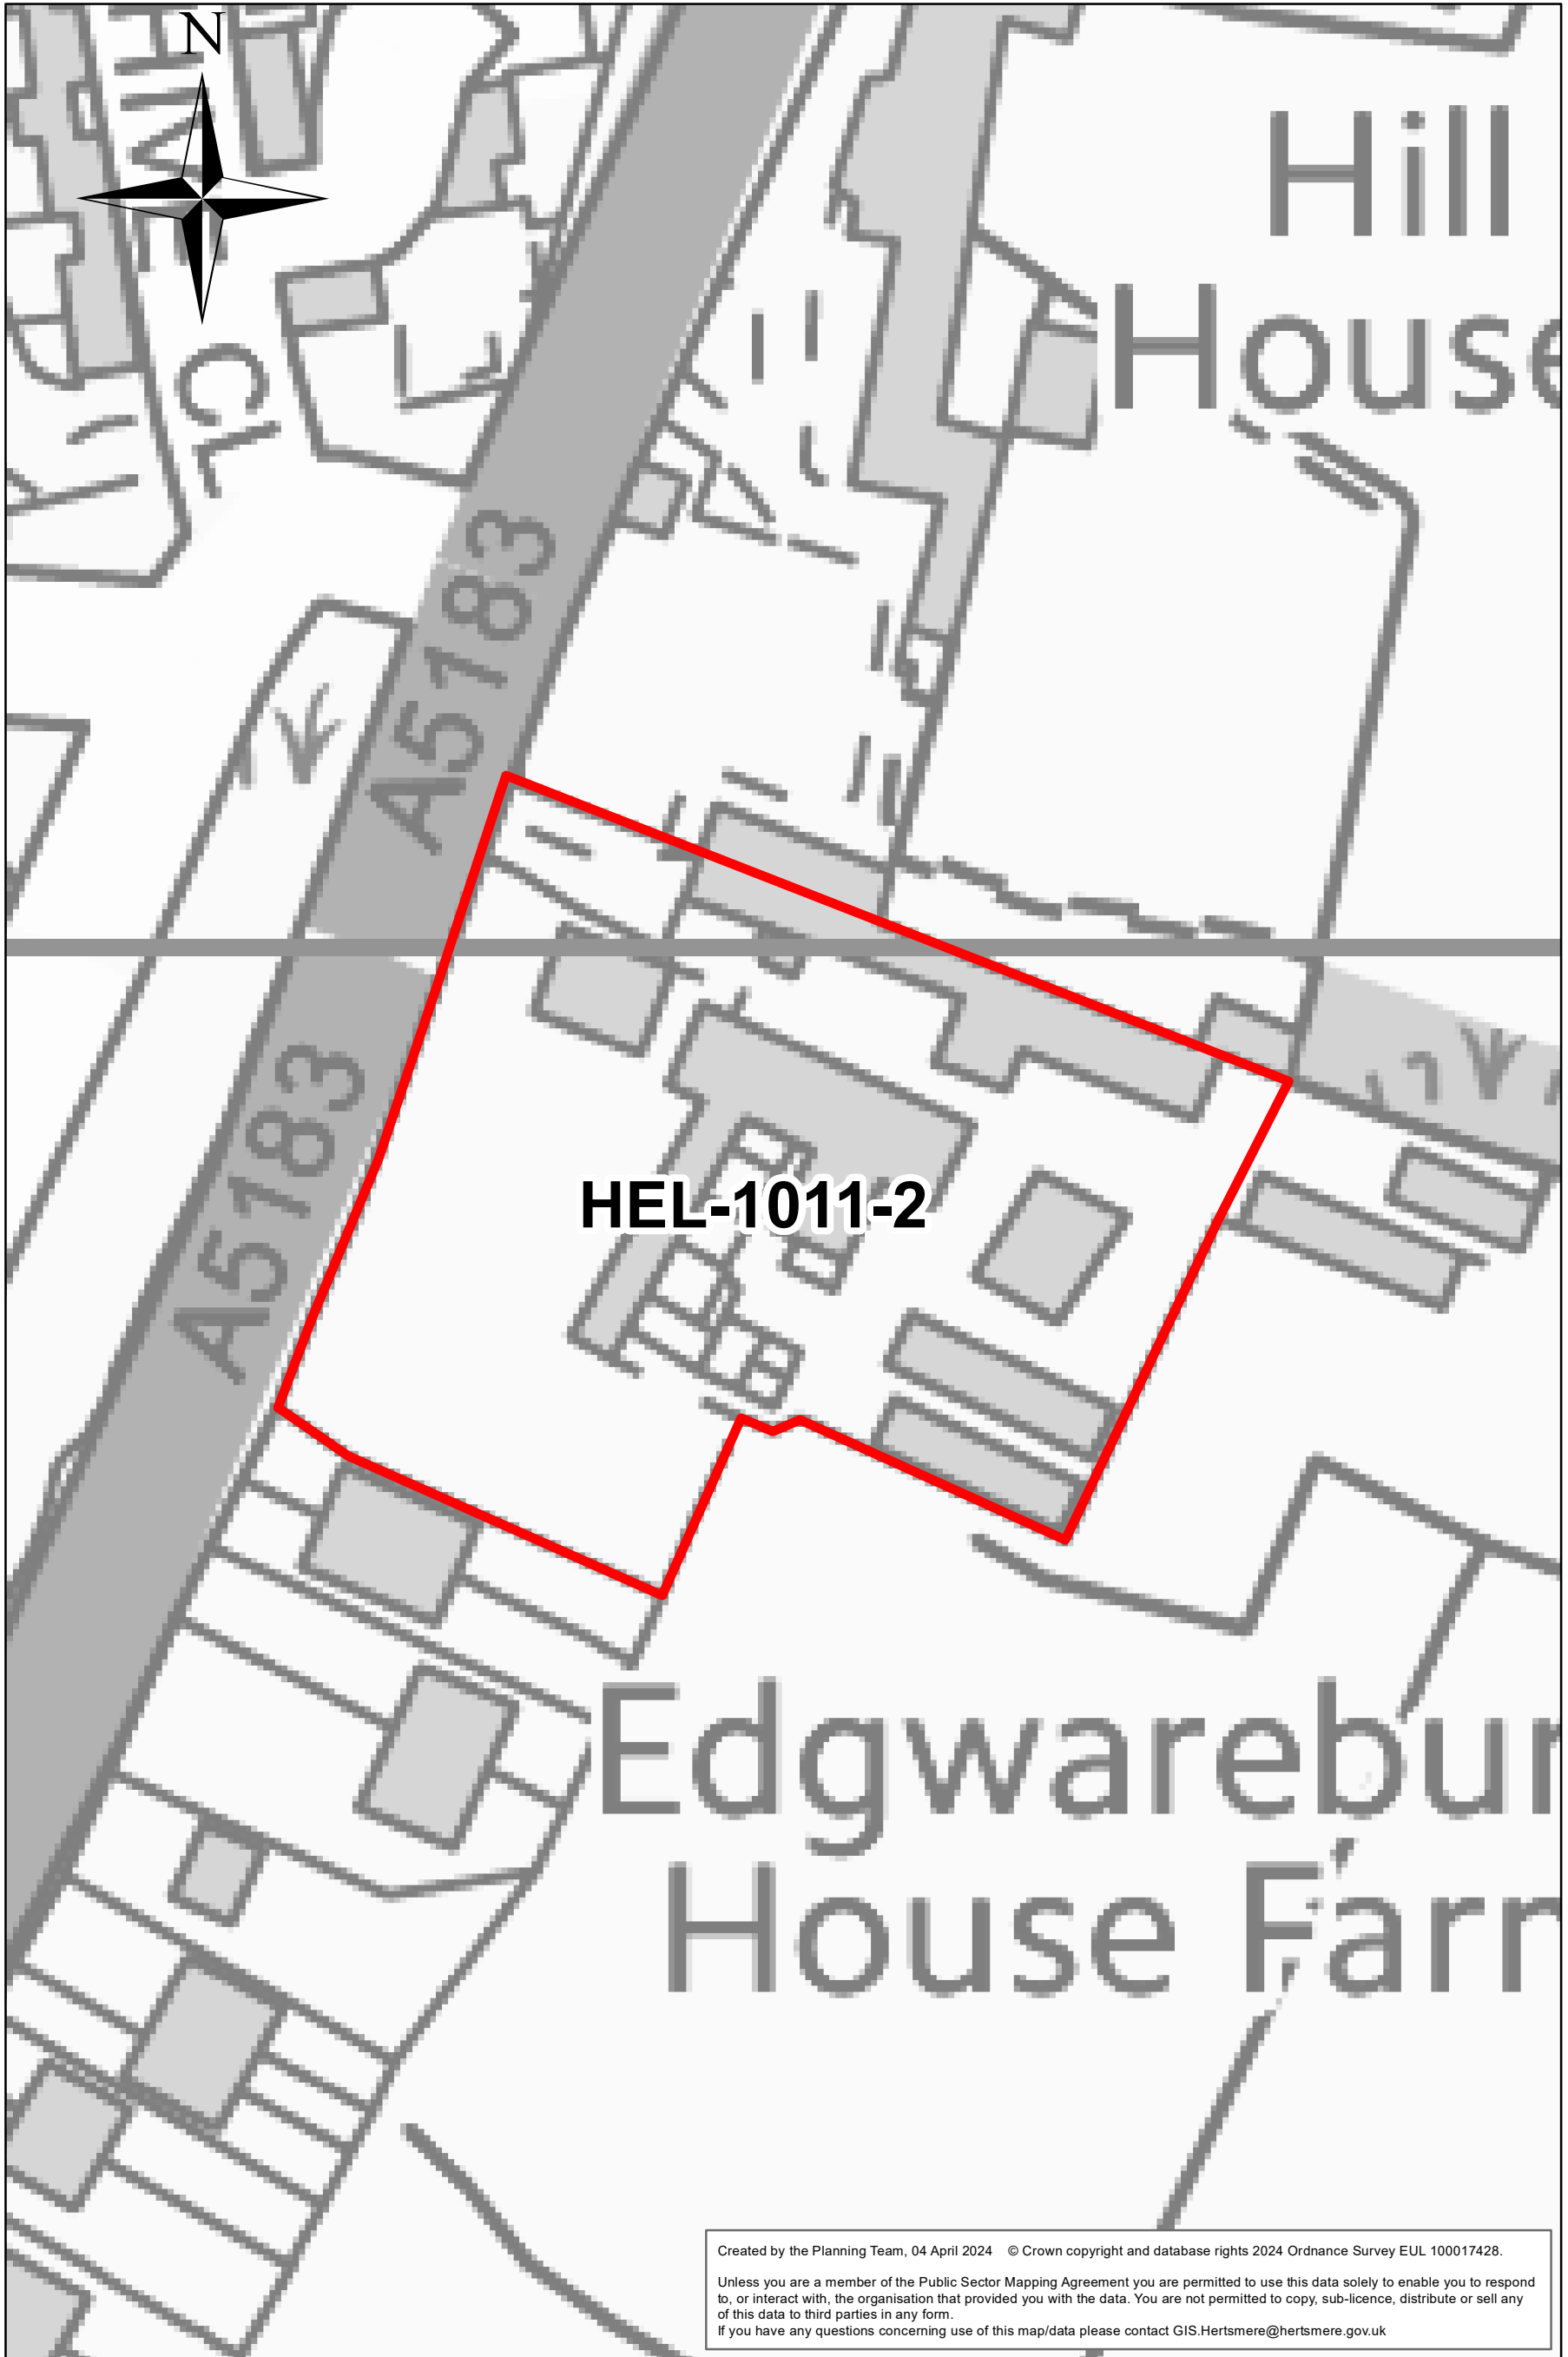 N
Hill
House
CL
A5183
A5183
HEL-1011-2
Edgwarebur
House Farm
Created by the Planning Team, 04 April 2024 © Crown copyright and database rights 2024 Ordnance Survey EUL 100017428.
Unless you are a member of the Public Sector Mapping Agreement you are permitted to use this data solely to enable you to respond
to, or interact with, the organisation that provided you with the data. You are not permitted to copy, sub-licence, distribute or sell any
of this data to third parties in any form.
If you have any questions concerning use of this map/data please contact GIS.Hertsmere@hertsmere.gov.uk